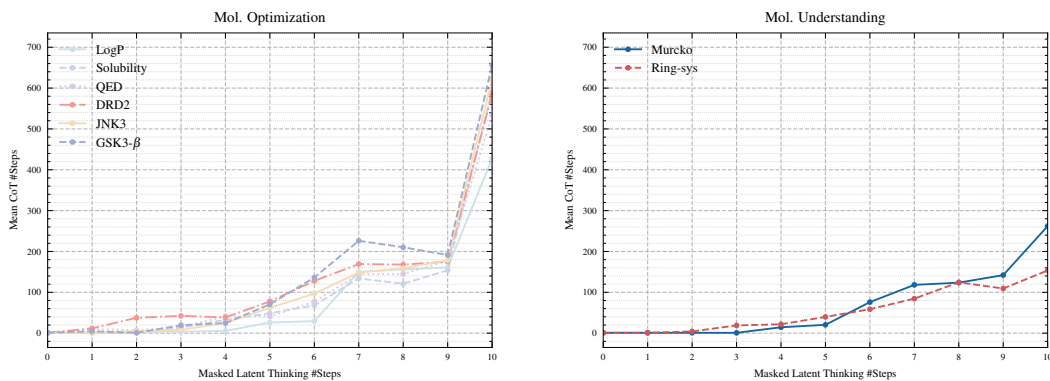 Mol. Optimization
Mean CoT #Steps
700
600
500
400
300
200
100
0
LogP
Solubility
QED
DRD2
JNK3
GSK3-β
0 1 2 3 4 5 6 7 8 9 10
Masked Latent Thinking #Steps
Mol. Understanding
Mean CoT #Steps
700
600
500
400
300
200
100
0
Murcko
Ring-sys
0 1 2 3 4 5 6 7 8 9 10
Masked Latent Thinking #Steps